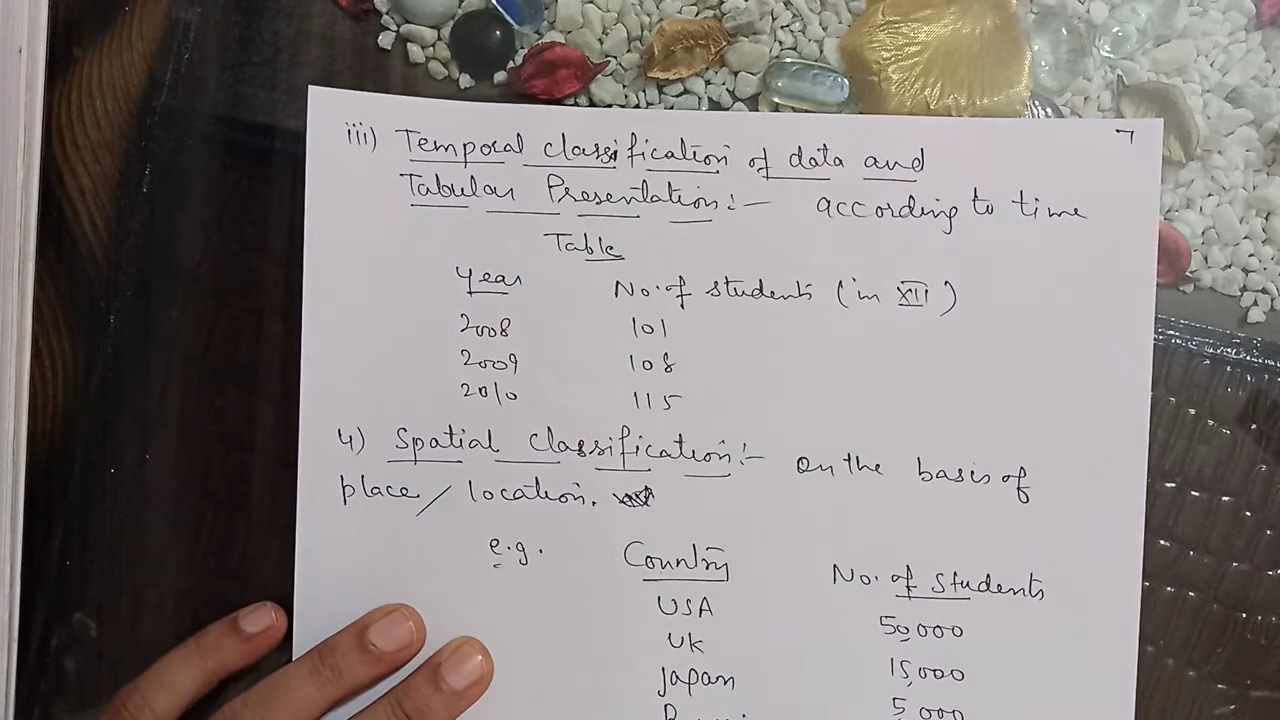 7
iii) Temporal classification of data and
Tabular Presentation:- according to time
Table
Year No. of students (in XII)
2008 101
2009 108
2010 115
4) Spatial Classification:- on the basis of
place/location.
e.g. Country No. of students
USA 50,000
UK 15,000
Japan 5,000